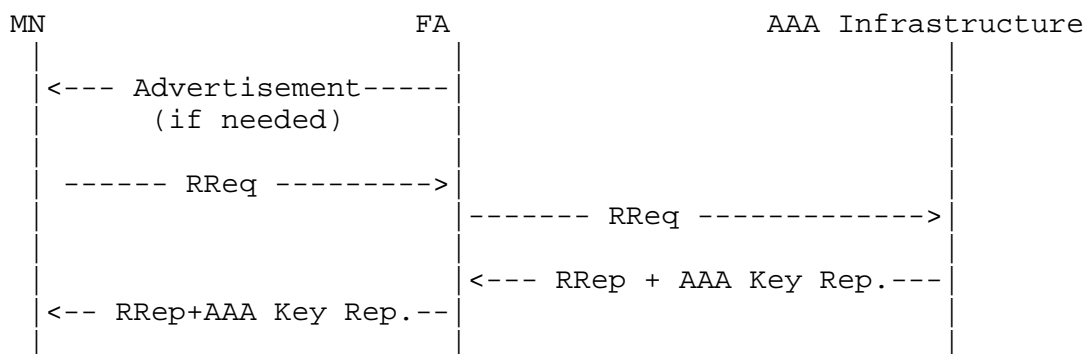 MN FA AAA Infrastructure
<--- Advertisement-----
(if needed)
------ RReq --------->
------- RReq ------------->
<--- RRep + AAA Key Rep.---
<-- RRep+AAA Key Rep.--